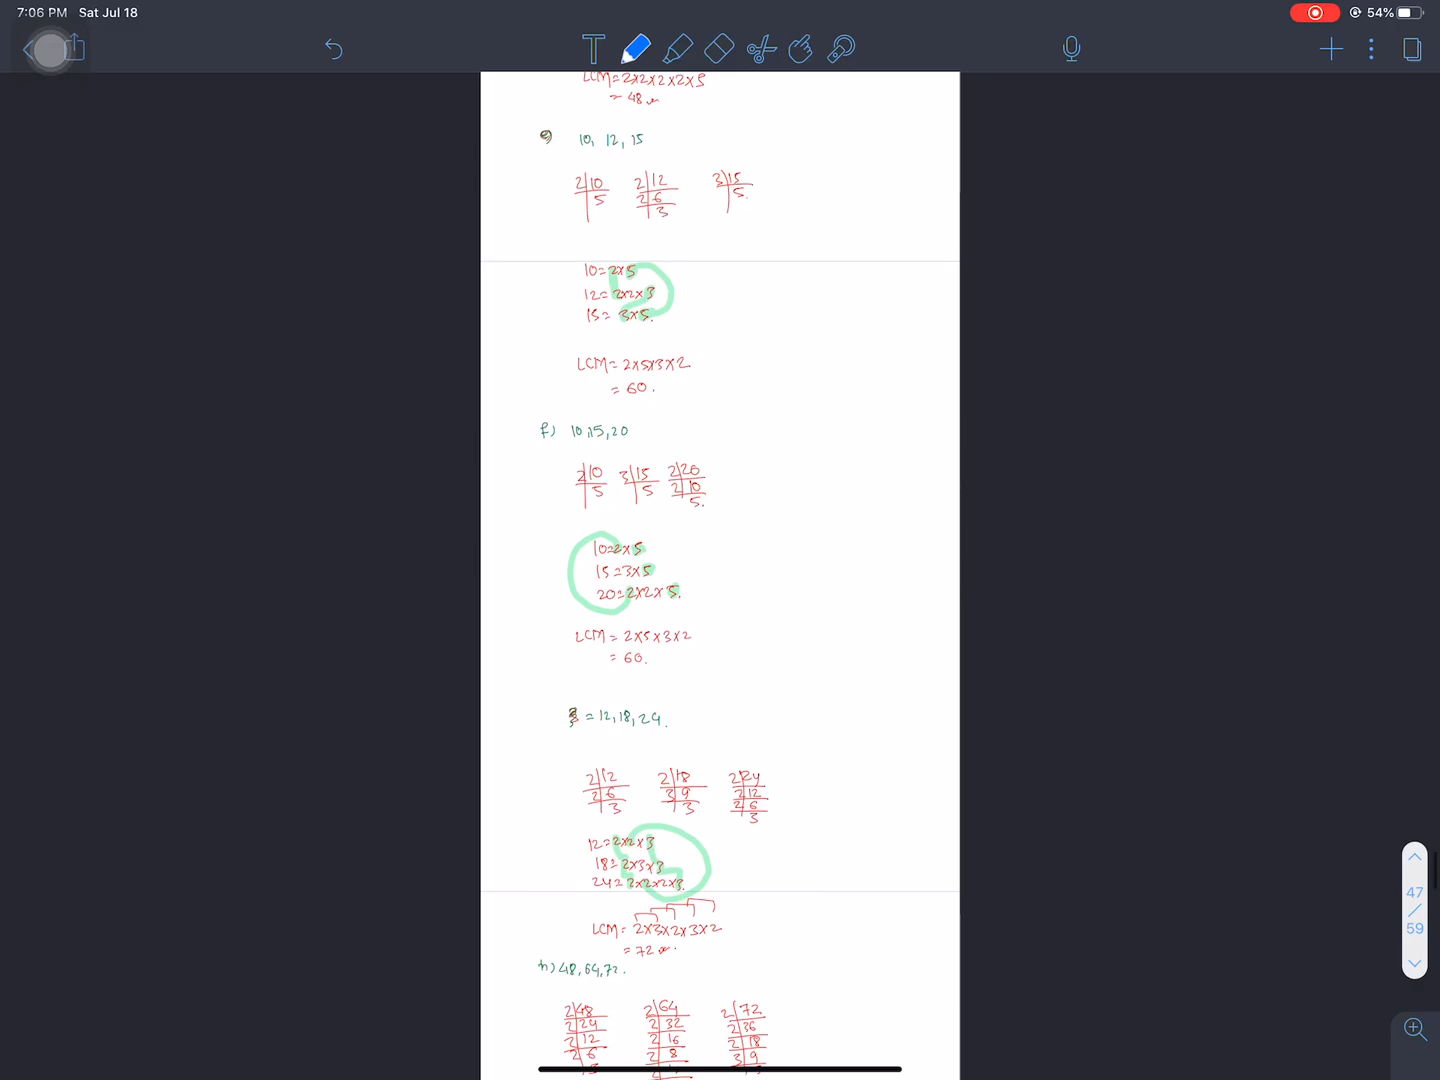 7:06 PM Sat Jul 18
54%
T
LCM=2x2x2x2x3
= 48
10, 12, 15
2 10 2 12 3 15
5 2 6 5.
3
10=2x5
12=2x2x3
15=3x5.
LCM=2x5x3x2
=60.
f) 10,15,20
2 10 3 15 2 20
5 5 2 10
5.
10=2x5
15=3x5
20=2x2x5.
LCM=2x5x3x2
=60.
=12,18,24.
2 12 2 18 2 24
2 6 3 9 2 12
3 3 2 6
3
12=2x2x3
18=2x3x3
24=2x2x2x3.
LCM=2x3x2x3x2
=72
h) 48,64,72.
2 48 2 64 2 72
2 24 2 32 2 36
2 12 2 16 2 18
2 6 2 8 3 9
47
/
59